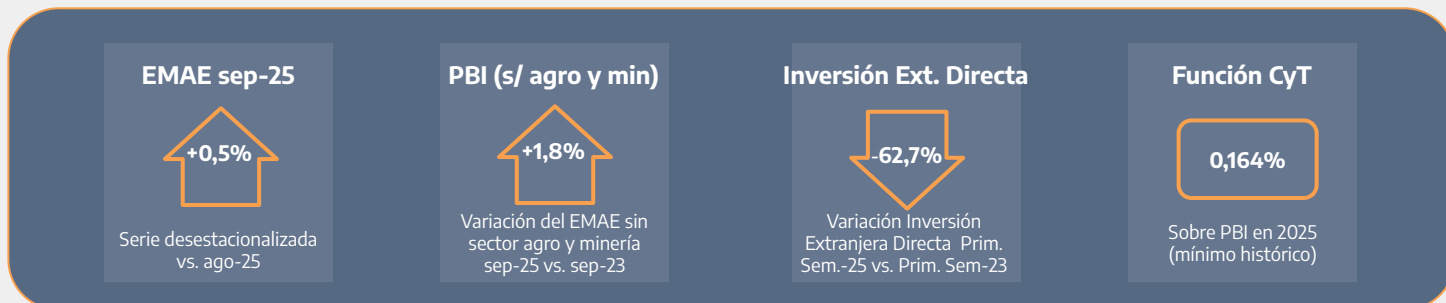 EMAE sep-25
+0,5%
Serie desestacionalizada
vs. ago-25
PBI (s/ agro y min)
+1,8%
Variación del EMAE sin
sector agro y minería
sep-25 vs. sep-23
Inversión Ext. Directa
-62,7%
Variación Inversión
Extranjera Directa Prim.
Sem.-25 vs. Prim. Sem-23
Función CyT
0,164%
Sobre PBI en 2025
(mínimo histórico)